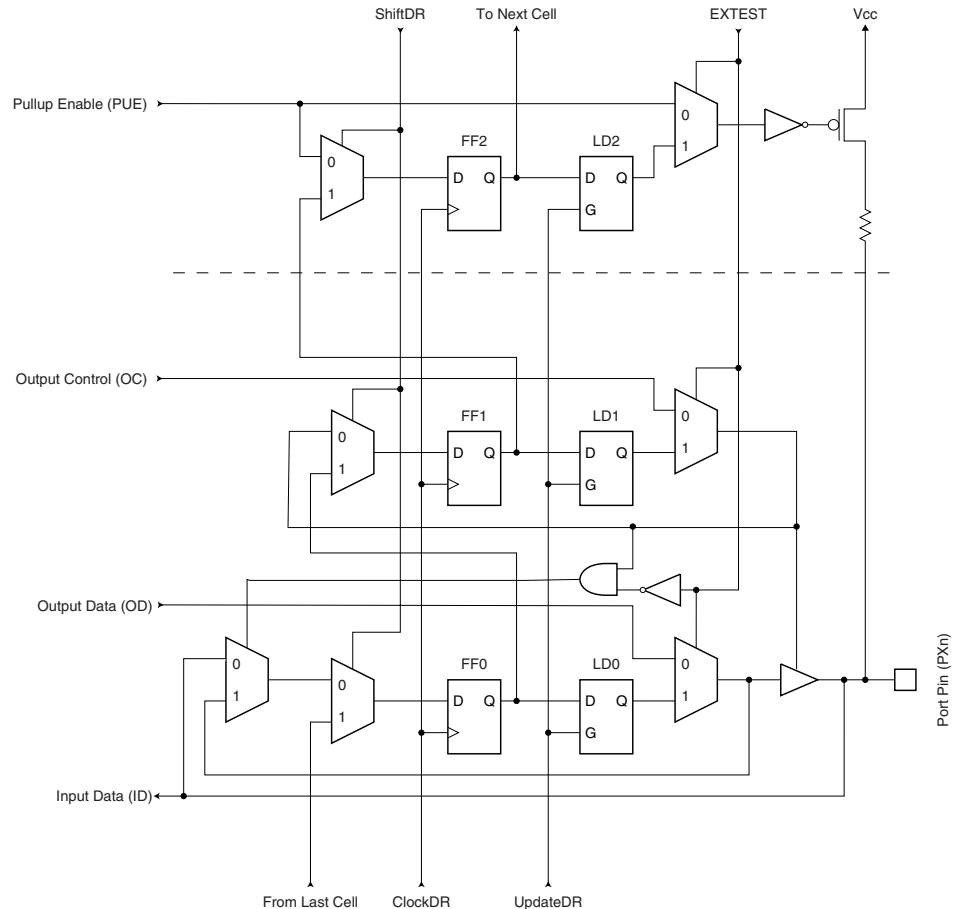 ShiftDR To Next Cell EXTEST Vcc
Pullup Enable (PUE)
0
1
FF2
D Q
LD2
D Q
G
0
1
Output Control (OC)
0
1
FF1
D Q
LD1
D Q
G
0
1
Output Data (OD)
0
1
0
1
FF0
D Q
LD0
D Q
G
0
1
Port Pin (PXn)
Input Data (ID)
From Last Cell ClockDR UpdateDR